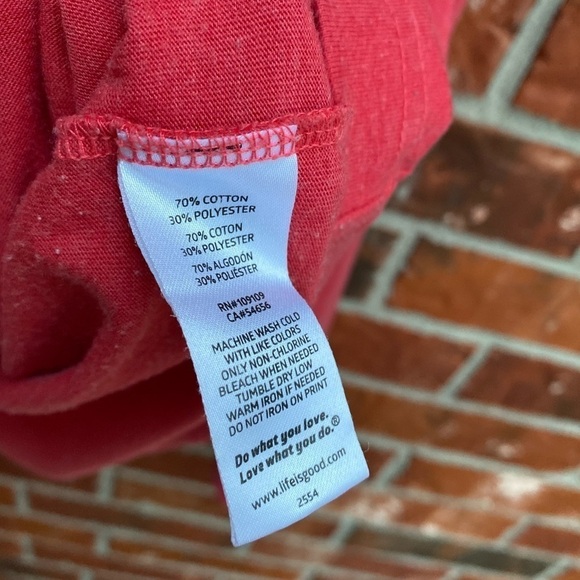 70% COTTON
30% POLYESTER
70% COTON
30% POLYESTER
70% ALGODÓN
30% POLIÉSTER
RN#109109
CA#54656
MACHINE WASH COLD
WITH LIKE COLORS
ONLY NON-CHLORINE
BLEACH WHEN NEEDED
TUMBLE DRY LOW
WARM IRON IF NEEDED
DO NOT IRON ON PRINT
Do what you love.
Love what you do.®
www.lifeisgood.com
2554